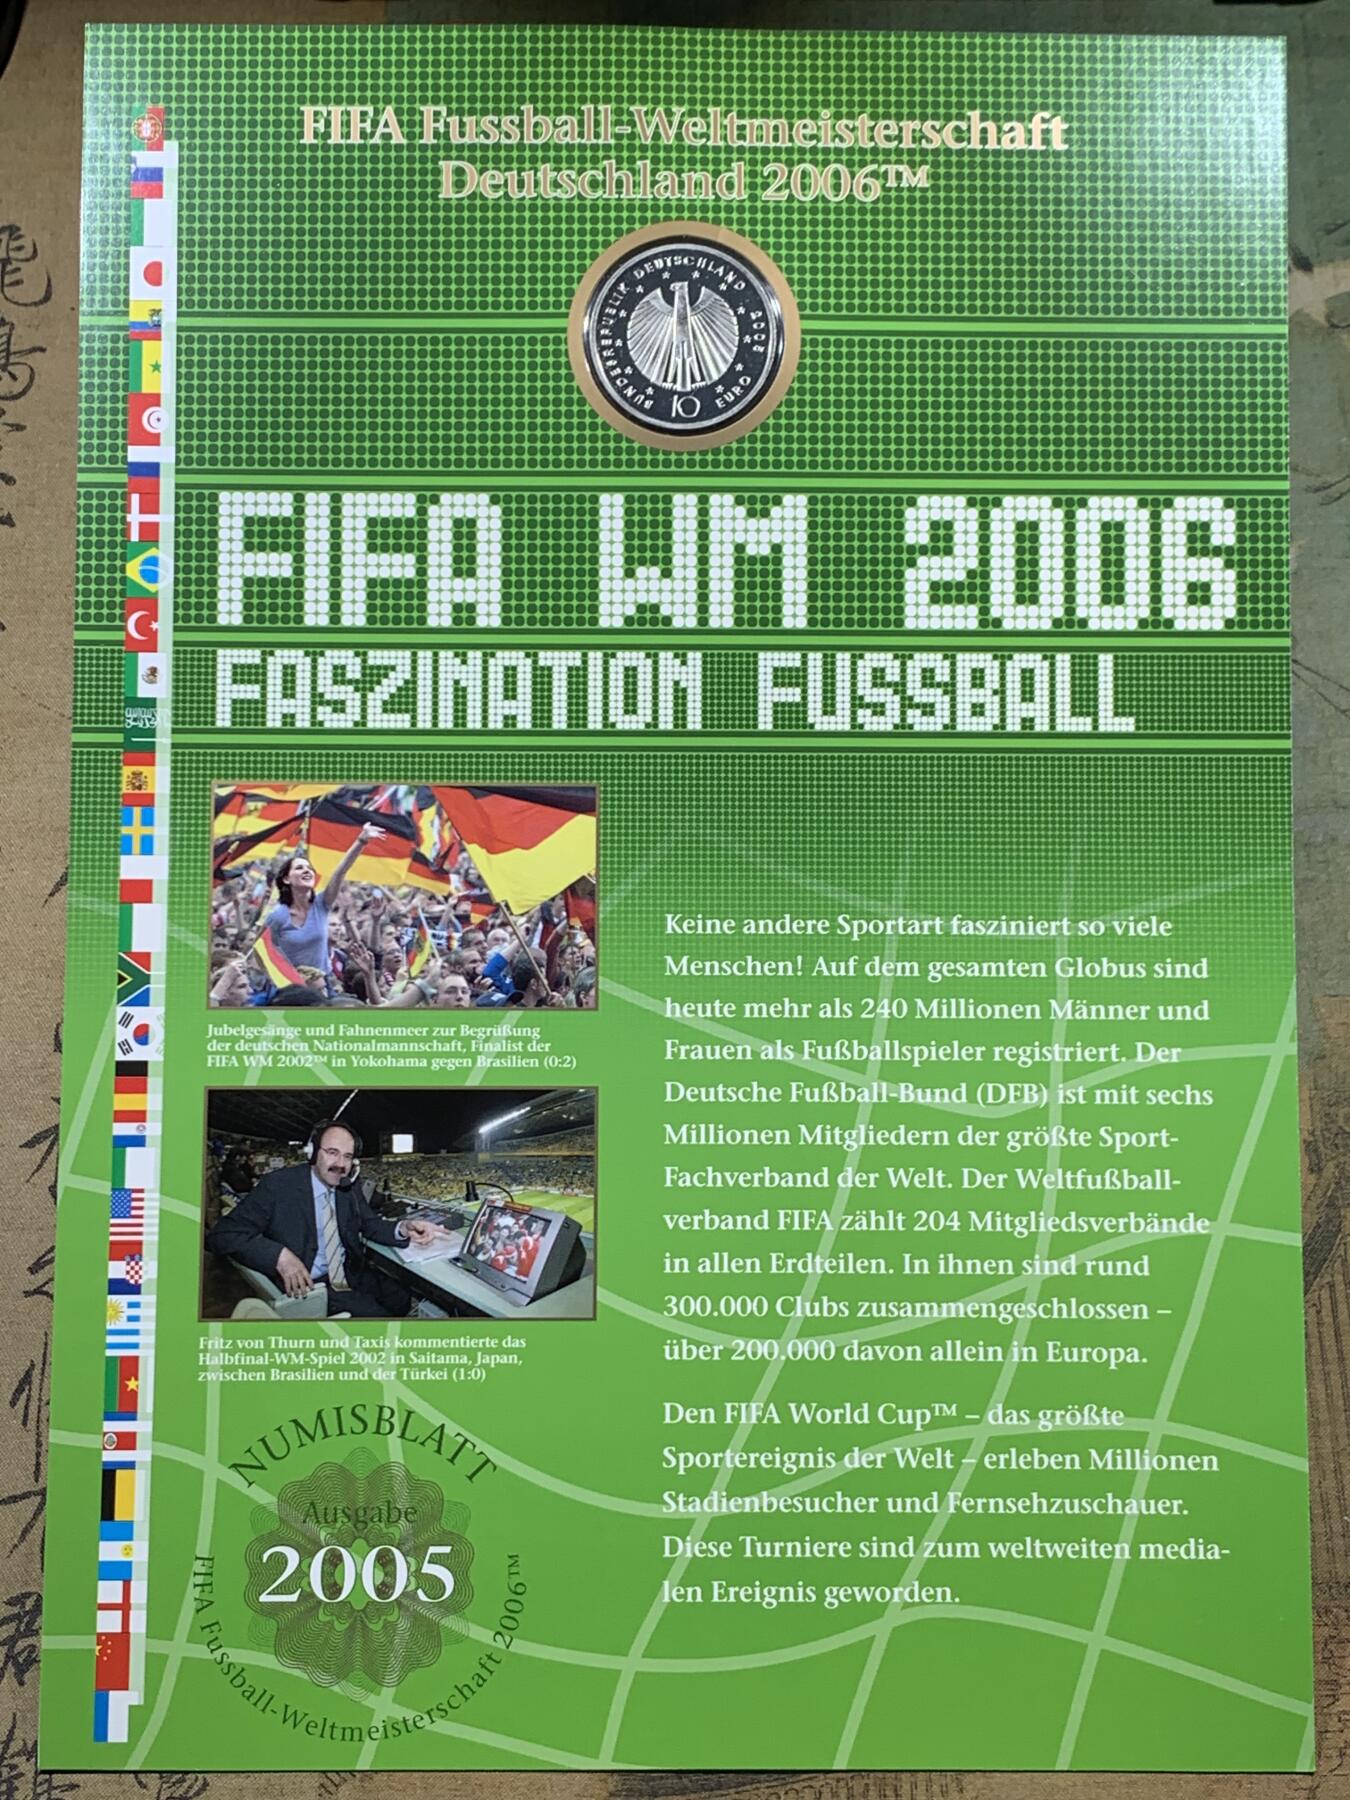 FIFA Fussball-Weltmeisterschaft
Deutschland 2006™
BUNDESREPUBLIK DEUTSCHLAND 2005
10 EURO
FIFA WM 2006
FASZINATION FUSSBALL
Jubelgesänge und Fahnenmeer zur Begrüßung
der deutschen Nationalmannschaft, Finalist der
FIFA WM 2002™ in Yokohama gegen Brasilien (0:2)
Fritz von Thurn und Taxis kommentierte das
Halbfinal-WM-Spiel 2002 in Saitama, Japan,
zwischen Brasilien und der Türkei (1:0)
NUMISBLATT
Ausgabe
2005
FIFA Fussball-Weltmeisterschaft 2006™
Keine andere Sportart fasziniert so viele
Menschen! Auf dem gesamten Globus sind
heute mehr als 240 Millionen Männer und
Frauen als Fußballspieler registriert. Der
Deutsche Fußball-Bund (DFB) ist mit sechs
Millionen Mitgliedern der größte Sport-
Fachverband der Welt. Der Weltfußball-
verband FIFA zählt 204 Mitgliedsverbände
in allen Erdteilen. In ihnen sind rund
300.000 Clubs zusammengeschlossen –
über 200.000 davon allein in Europa.
Den FIFA World Cup™ – das größte
Sportereignis der Welt – erleben Millionen
Stadienbesucher und Fernsehzuschauer.
Diese Turniere sind zum weltweiten media-
len Ereignis geworden.